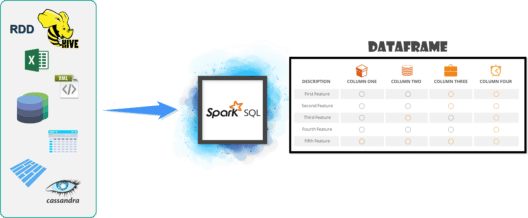 RDD
HIVE
XML
cassandra
Spark SQL
DATAFRAME
DESCRIPTION COLUMN ONE COLUMN TWO COLUMN THREE COLUMN FOUR
First Feature
Second Feature
Third Feature
Fourth Feature
Fifth Feature